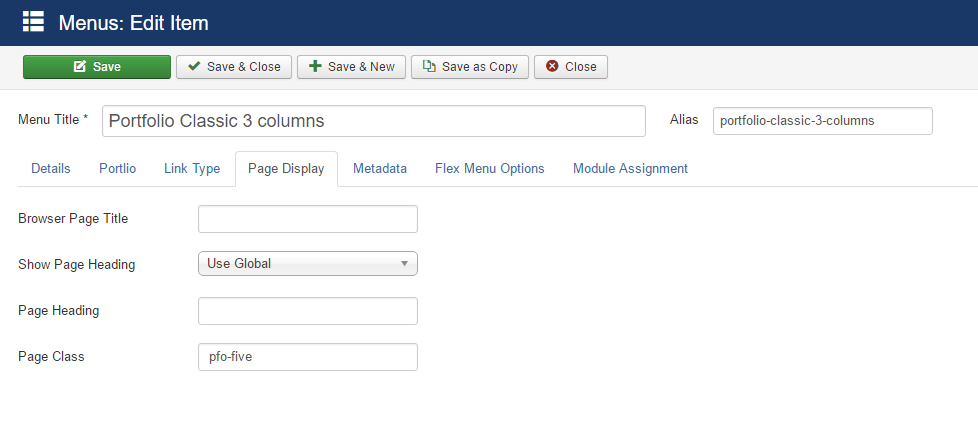 Menus: Edit Item
Save Save & Close Save & New Save as Copy Close
Menu Title * Portfolio Classic 3 columns Alias portfolio-classic-3-columns
Details Portlio Link Type Page Display Metadata Flex Menu Options Module Assignment
Browser Page Title
Show Page Heading Use Global
Page Heading
Page Class pfo-five